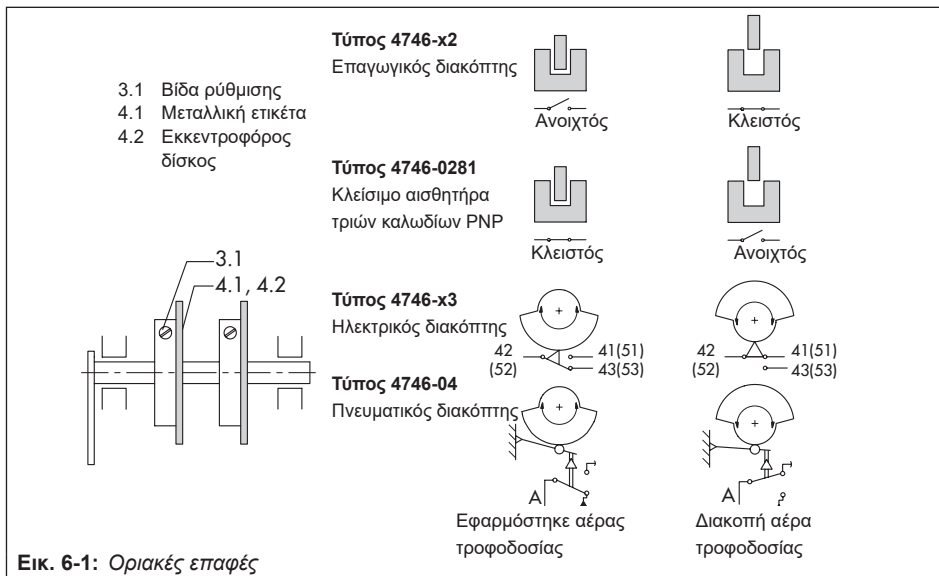 3.1 Βίδα ρύθμισης
4.1 Μεταλλική ετικέτα
4.2 Εκκεντροφόρος
δίσκος
3.1
4.1, 4.2
Τύπος 4746-x2
Επαγωγικός διακόπτης
Ανοιχτός
Κλειστός
Τύπος 4746-0281
Κλείσιμο αισθητήρα
τριών καλωδίων PNP
Κλειστός
Ανοιχτός
Τύπος 4746-x3
Ηλεκτρικός διακόπτης
42
(52)
41(51)
43(53)
42
(52)
41(51)
43(53)
Τύπος 4746-04
Πνευματικός διακόπτης
A
A
Εφαρμόστηκε αέρας
τροφοδοσίας
Διακοπή αέρα
τροφοδοσίας
Εικ. 6-1: Οριακές επαφές